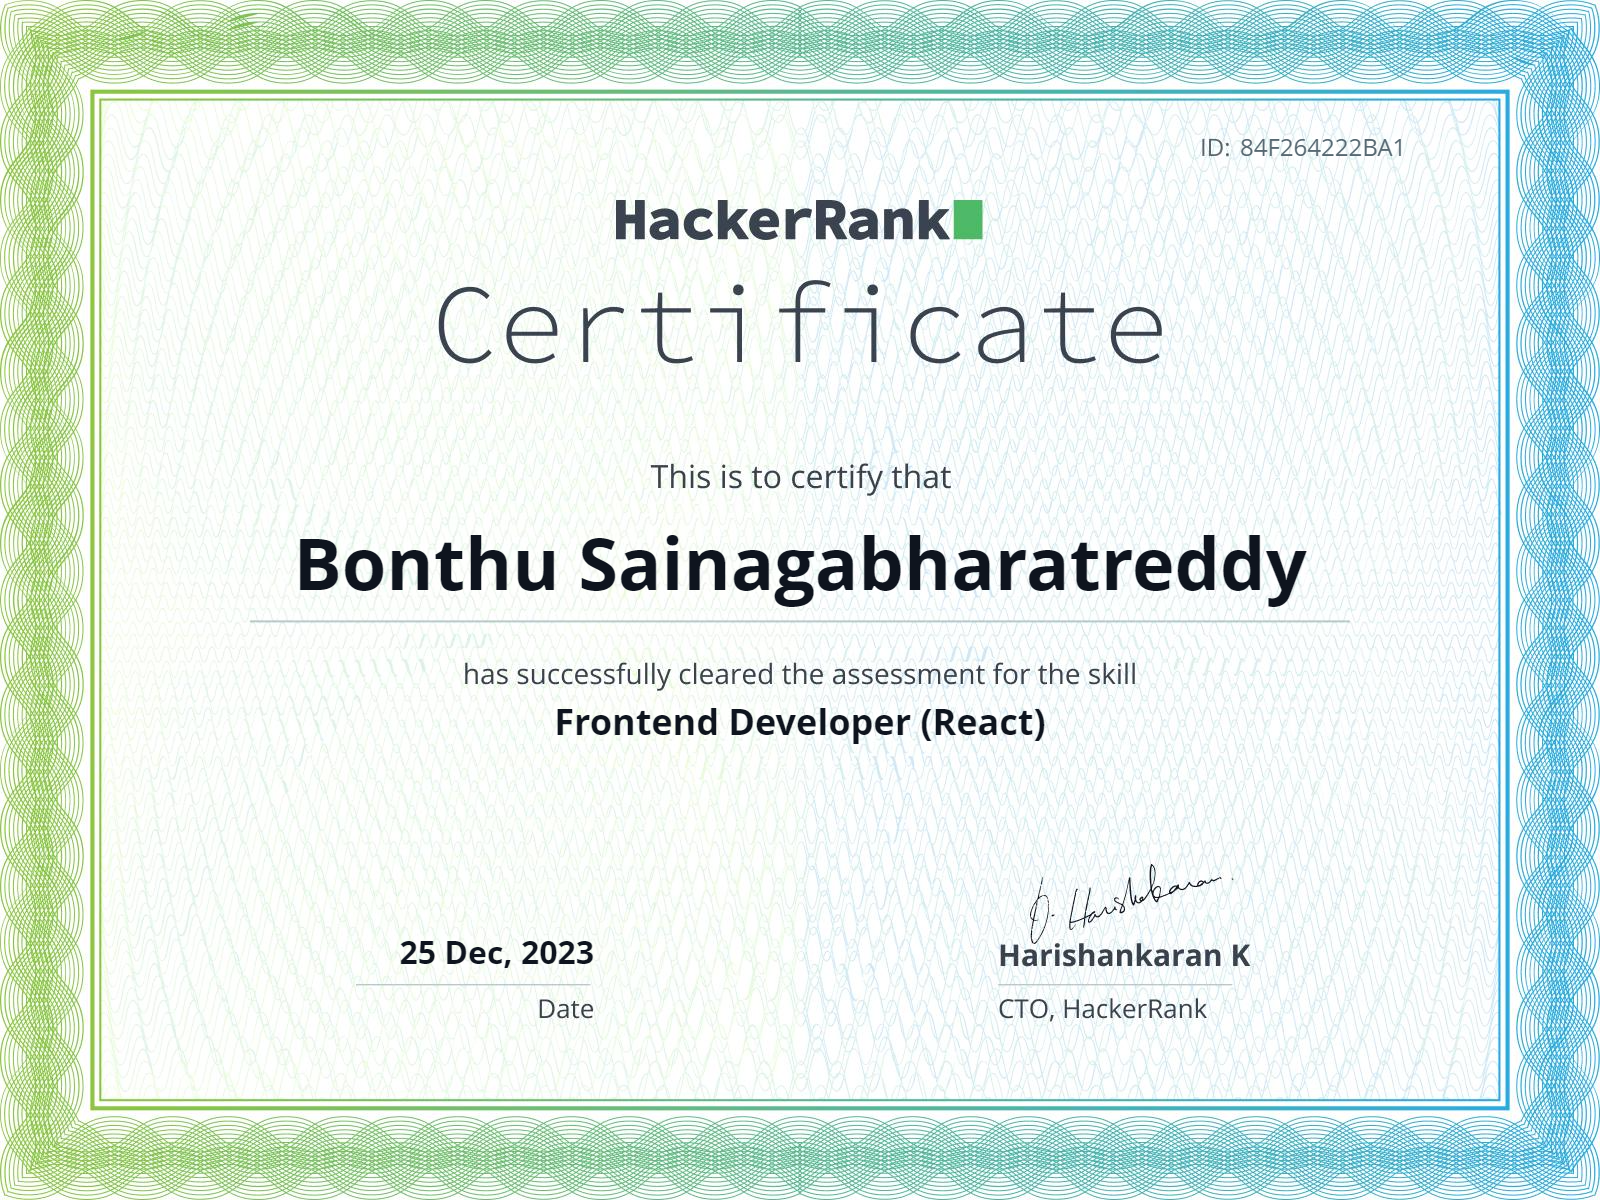 ID: 84F264222BA1
HackerRank
Certificate
This is to certify that
Bonthu Sainagabharatreddy
has successfully cleared the assessment for the skill
Frontend Developer (React)
J. Harishankaran
25 Dec, 2023
Harishankaran K
Date
CTO, HackerRank